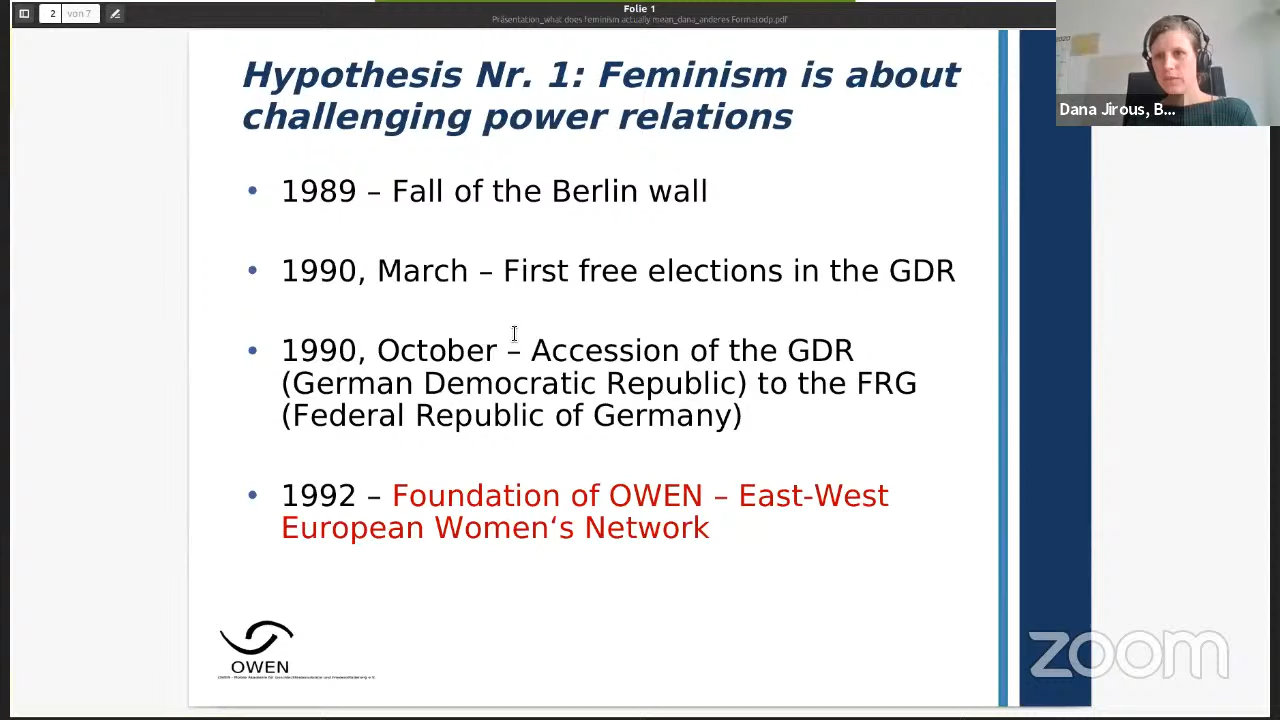 Folie 1
2 von 7
Präsentation_what does feminism actually mean_dana_anderes Formatodp.pdf
Dana Jirous, B...
Hypothesis Nr. 1: Feminism is about
challenging power relations
• 1989 – Fall of the Berlin wall
• 1990, March – First free elections in the GDR
• 1990, October – Accession of the GDR
(German Democratic Republic) to the FRG
(Federal Republic of Germany)
• 1992 – Foundation of OWEN – East-West
European Women‘s Network
OWEN
zoom